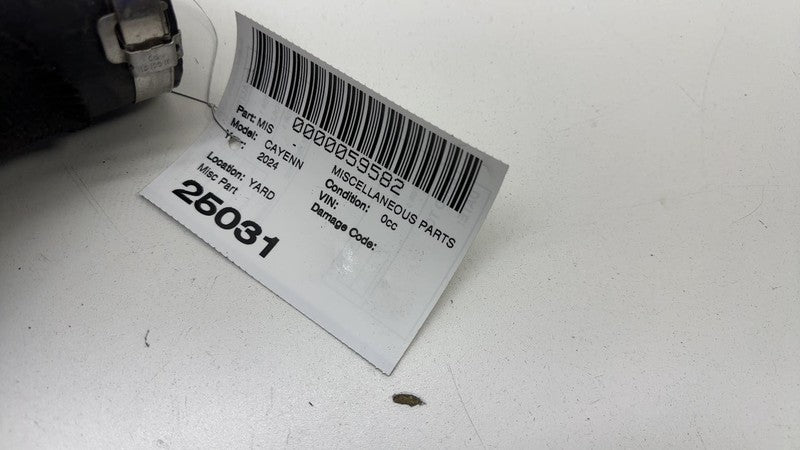 0000059582
Part: MIS - MISCELLANEOUS PARTS
Model: CAYENN Condition: 0cc
Year: 2024 VIN:
Damage Code:
Location: YARD
Misc Part
25031